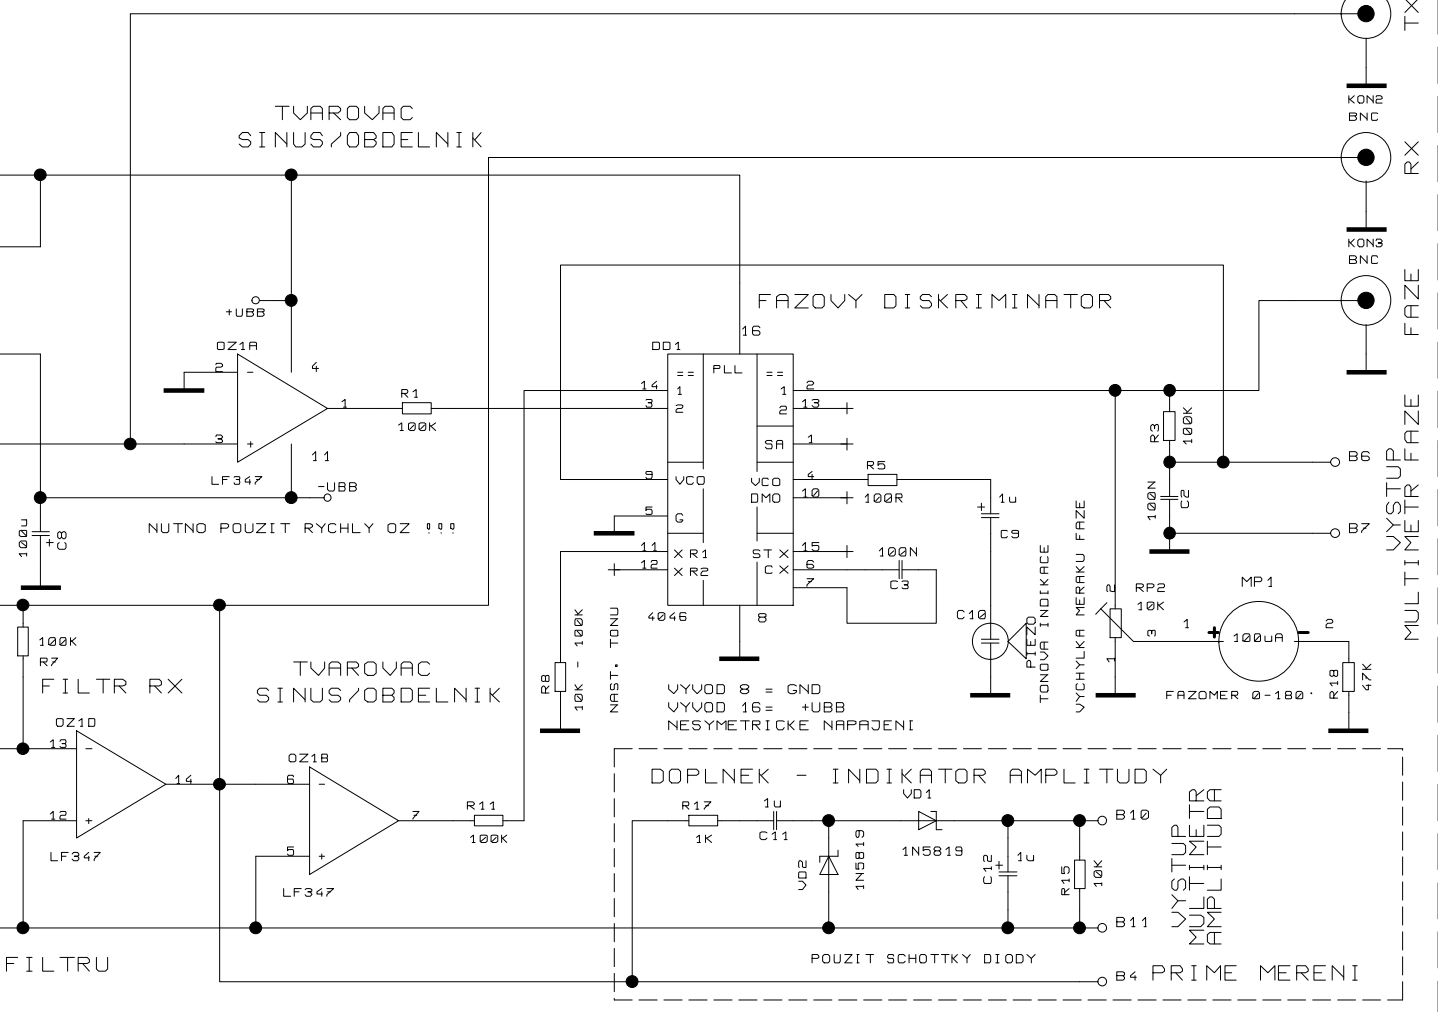 TX
KON2
BNC
TVAROVAC
SINUS/OBDELNIK
RX
KON3
BNC
FAZE
+UBB
FAZOVY DISKRIMINATOR
16
OZ1A
2
-
4
3
+
11
1
LF347
-UBB
R1
100K
NUTNO POUZIT RYCHLY OZ !!!
100u
+
C8
DD1
PLL
==
==
14
1
1
2
3
2
2
13
SA
1
9
VCO
VCO
4
DMO
10
5
G
11
X R1
ST X
15
12
X R2
C X
6
7
4046
8
R5
100R
1u
+
C9
100N
C3
C10
PIEZO
TONOVA INDIKACE
R3
100K
100N
C2
B6
B7
VYSTUP
MULTIMETR FAZE
VYCHYLKA MERAKU FAZE
2
RP2
10K
3
1
MP1
1
+
100uA
-
2
FAZOMER 0-180'
R18
47K
R8
10K - 100K
NAST. TONU
VYVOD 8 = GND
VYVOD 16= +UBB
NESYMETRICKE NAPAJENI
100K
R7
FILTR RX
TVAROVAC
SINUS/OBDELNIK
OZ1D
13
-
12
+
14
LF347
OZ1B
6
-
5
+
7
LF347
R11
100K
DOPLNEK - INDIKATOR AMPLITUDY
R17
1K
1u
C11
VD1
1N5819
VD2
1N5819
C12
+
1u
R15
10K
B10
B11
VYSTUP
MULTIMETR
AMPLITUDA
POUZIT SCHOTTKY DIODY
B4 PRIME MERENI
FILTRU